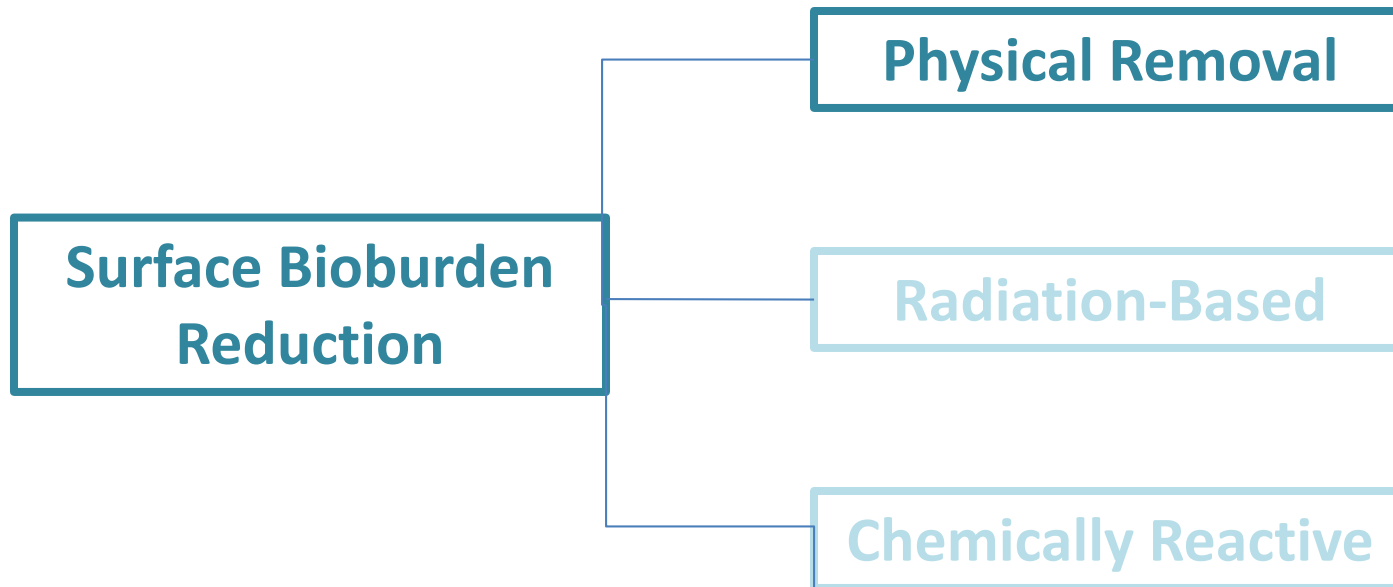 Physical Removal
Surface Bioburden
Reduction
Radiation-Based
Chemically Reactive